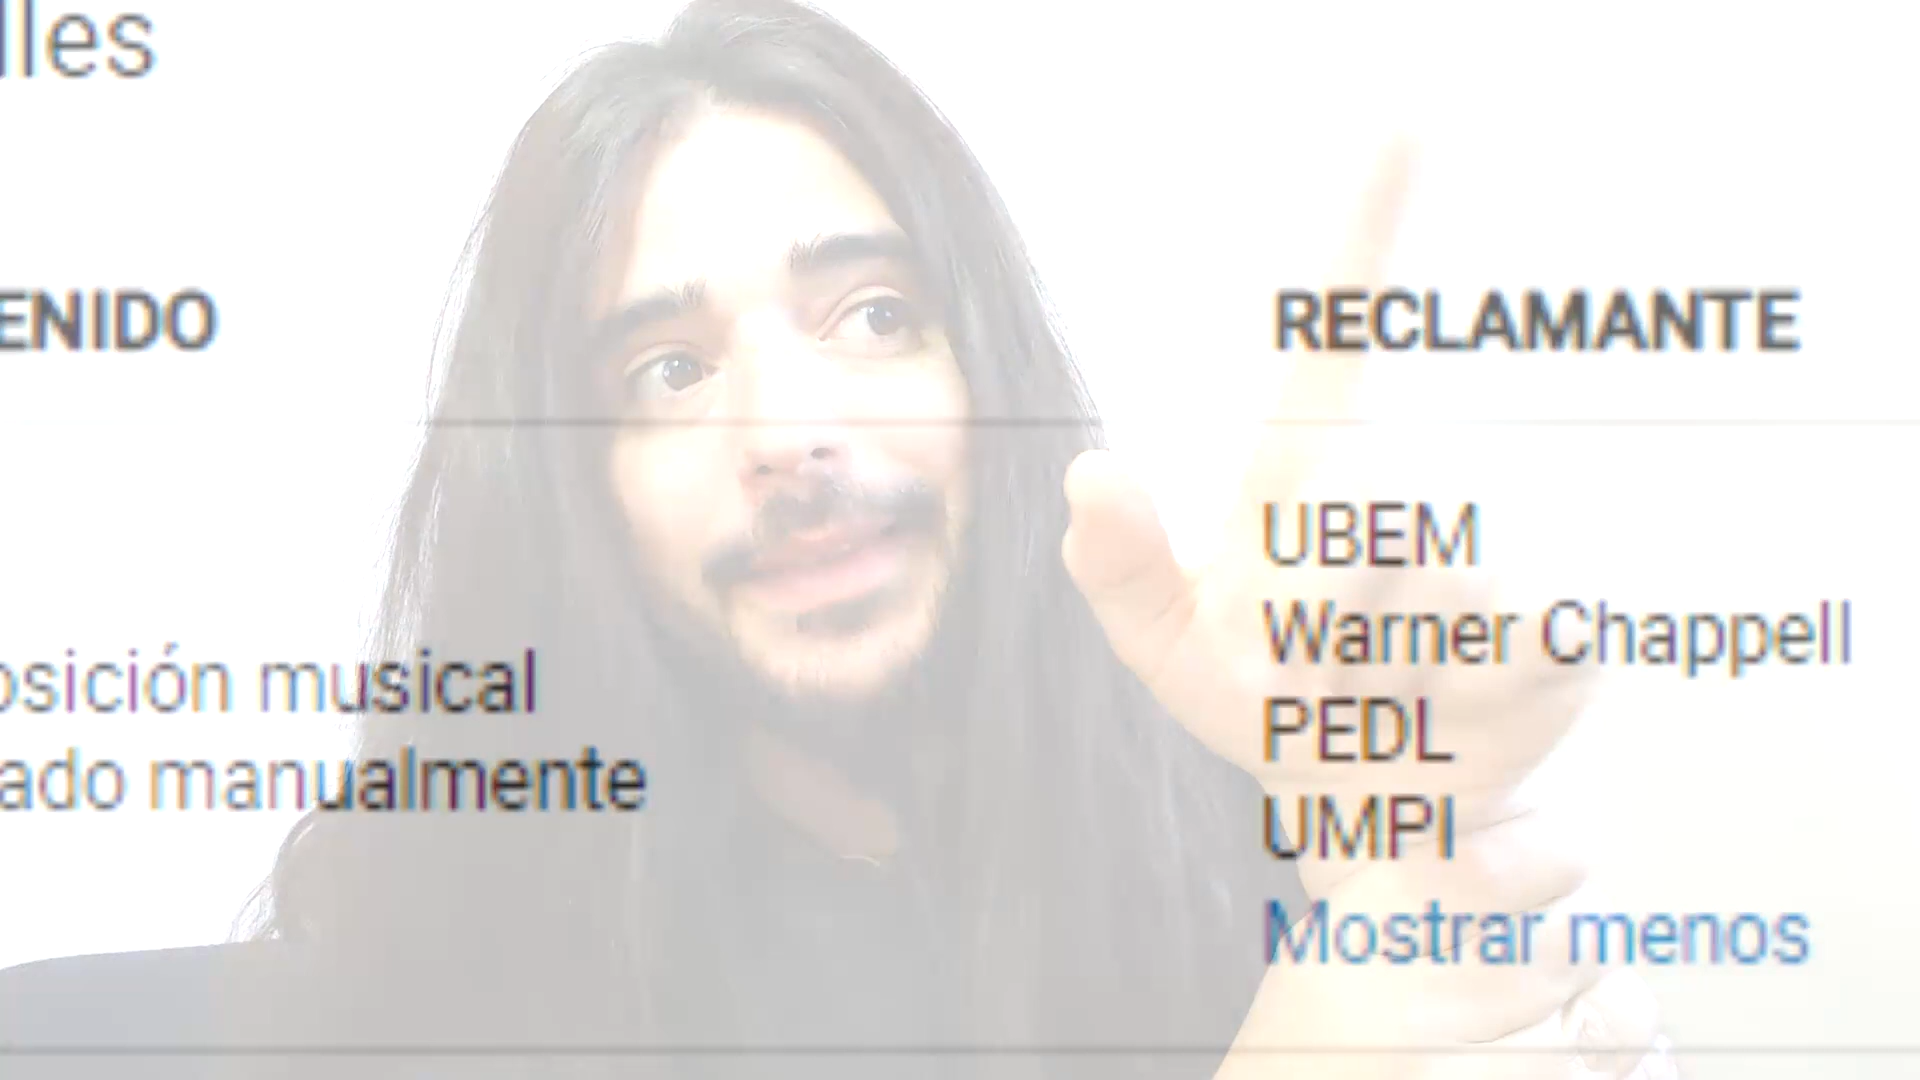 lles
ENIDO
RECLAMANTE
osición musical
ado manualmente
UBEM
Warner Chappell
PEDL
UMPI
Mostrar menos